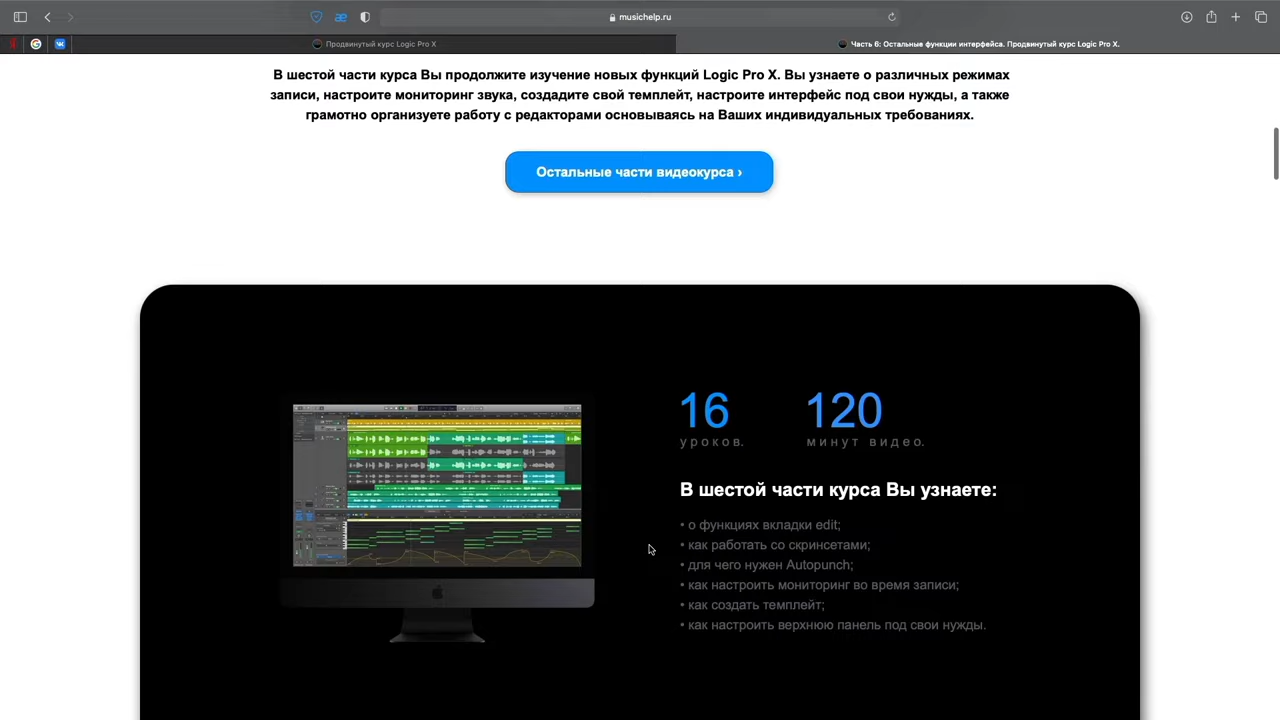 musichelp.ru
Продвинутый курс Logic Pro X
Часть 6: Остальные функции интерфейса. Продвинутый курс Logic Pro X.
В шестой части курса Вы продолжите изучение новых функций Logic Pro X. Вы узнаете о различных режимах
записи, настроите мониторинг звука, создадите свой темплейт, настроите интерфейс под свои нужды, а также
грамотно организуете работу с редакторами основываясь на Ваших индивидуальных требованиях.
Остальные части видеокурса ›
16 120
уроков. минут видео.
В шестой части курса Вы узнаете:
• о функциях вкладки edit;
• как работать со скринсетами;
• для чего нужен Autopunch;
• как настроить мониторинг во время записи;
• как создать темплейт;
• как настроить верхнюю панель под свои нужды.